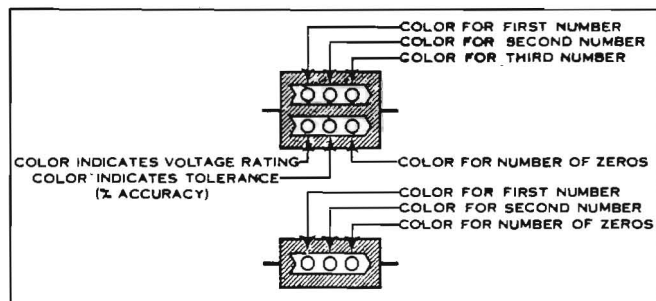 COLOR FOR FIRST NUMBER
COLOR FOR SECOND NUMBER
COLOR FOR THIRD NUMBER
COLOR INDICATES VOLTAGE RATING
COLOR INDICATES TOLERANCE
(% ACCURACY)
COLOR FOR NUMBER OF ZEROS
COLOR FOR FIRST NUMBER
COLOR FOR SECOND NUMBER
COLOR FOR NUMBER OF ZEROS